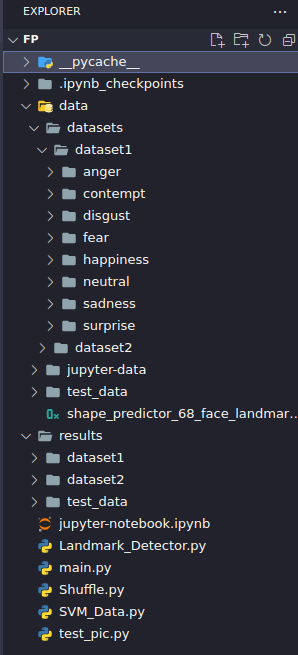 EXPLORER
FP
__pycache__
.ipynb_checkpoints
data
datasets
dataset1
anger
contempt
disgust
fear
happiness
neutral
sadness
surprise
dataset2
jupyter-data
test_data
shape_predictor_68_face_landmar...
results
dataset1
dataset2
test_data
jupyter-notebook.ipynb
Landmark_Detector.py
main.py
Shuffle.py
SVM_Data.py
test_pic.py